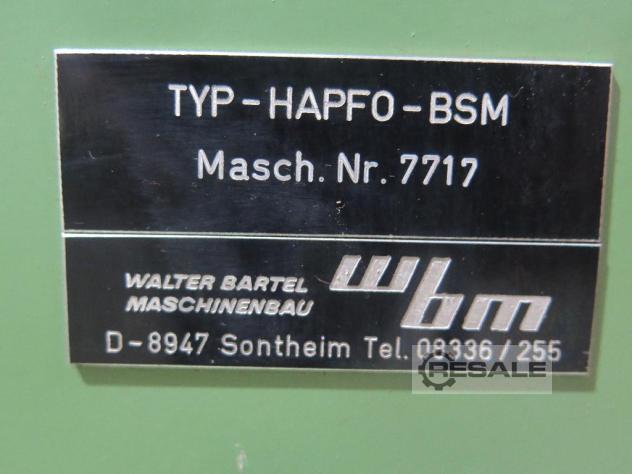 TYP-HAPFO-BSM
Masch. Nr. 7717
WALTER BARTEL
MASCHINENBAU
wbm
D-8947 Sontheim Tel. 08336/255
RESALE